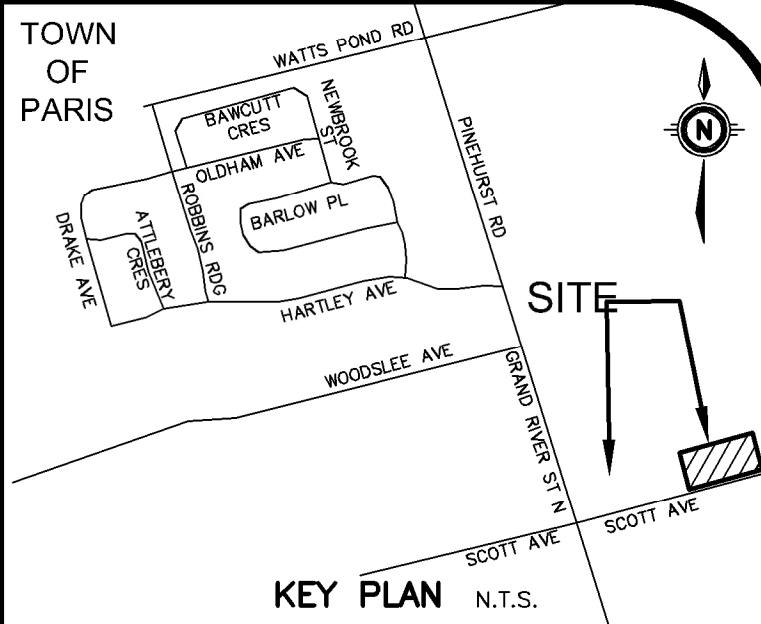 TOWN
OF
PARIS
WATTS POND RD
BAWCUTT
CRES
NEWBROOK
ST
OLDHAM AVE
PINEHURST RD
N
ROBBINS RDG
BARLOW PL
DRAKE AVE
ATTLEBERY
CRES
HARTLEY AVE
SITE
WOODSLEE AVE
GRAND RIVER ST N
SCOTT AVE
SCOTT AVE
KEY PLAN N.T.S.